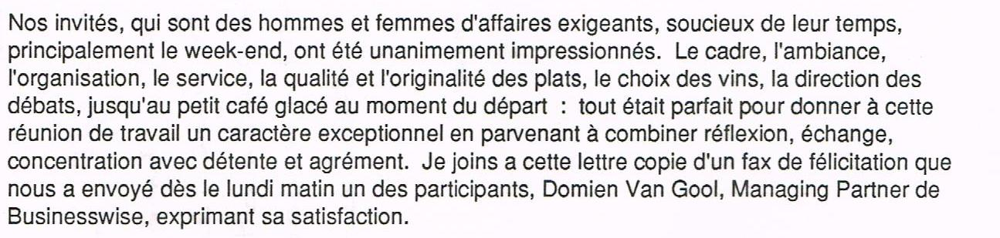 Nos invités, qui sont des hommes et femmes d'affaires exigeants, soucieux de leur temps,
principalement le week-end, ont été unanimement impressionnés.  Le cadre, l'ambiance,
l'organisation, le service, la qualité et l'originalité des plats, le choix des vins, la direction des
débats, jusqu'au petit café glacé au moment du départ  :  tout était parfait pour donner à cette
réunion de travail un caractère exceptionnel en parvenant à combiner réflexion, échange,
concentration avec détente et agrément.  Je joins a cette lettre copie d'un fax de félicitation que
nous a envoyé dès le lundi matin un des participants, Domien Van Gool, Managing Partner de
Businesswise, exprimant sa satisfaction.